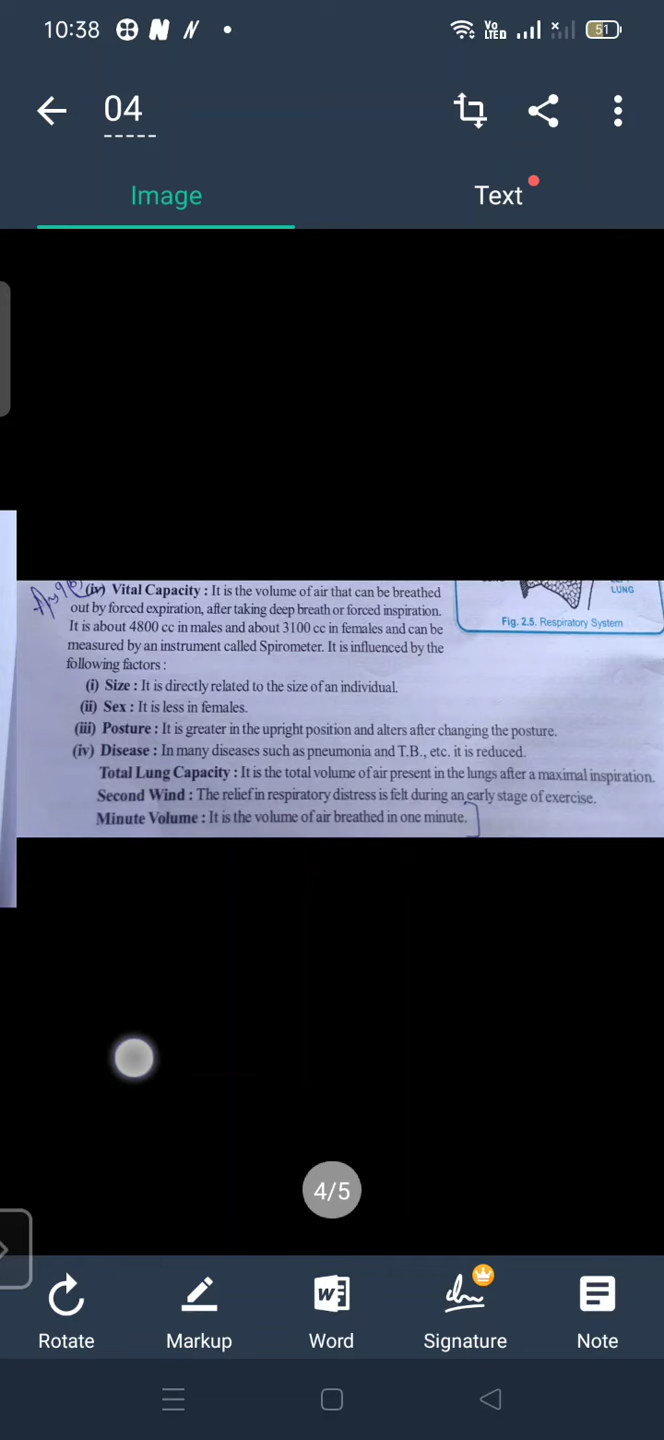 10:38
Vo
LTED
51
04
Image
Text
(iv) Vital Capacity : It is the volume of air that can be breathed
out by forced expiration, after taking deep breath or forced inspiration.
It is about 4800 cc in males and about 3100 cc in females and can be
measured by an instrument called Spirometer. It is influenced by the
following factors :
LUNG
Fig. 2.5. Respiratory System
(i) Size : It is directly related to the size of an individual.
(ii) Sex : It is less in females.
(iii) Posture : It is greater in the upright position and alters after changing the posture.
(iv) Disease : In many diseases such as pneumonia and T.B., etc. it is reduced.
Total Lung Capacity : It is the total volume of air present in the lungs after a maximal inspiration.
Second Wind : The relief in respiratory distress is felt during an early stage of exercise.
Minute Volume : It is the volume of air breathed in one minute.
4/5
Rotate
Markup
Word
Signature
Note